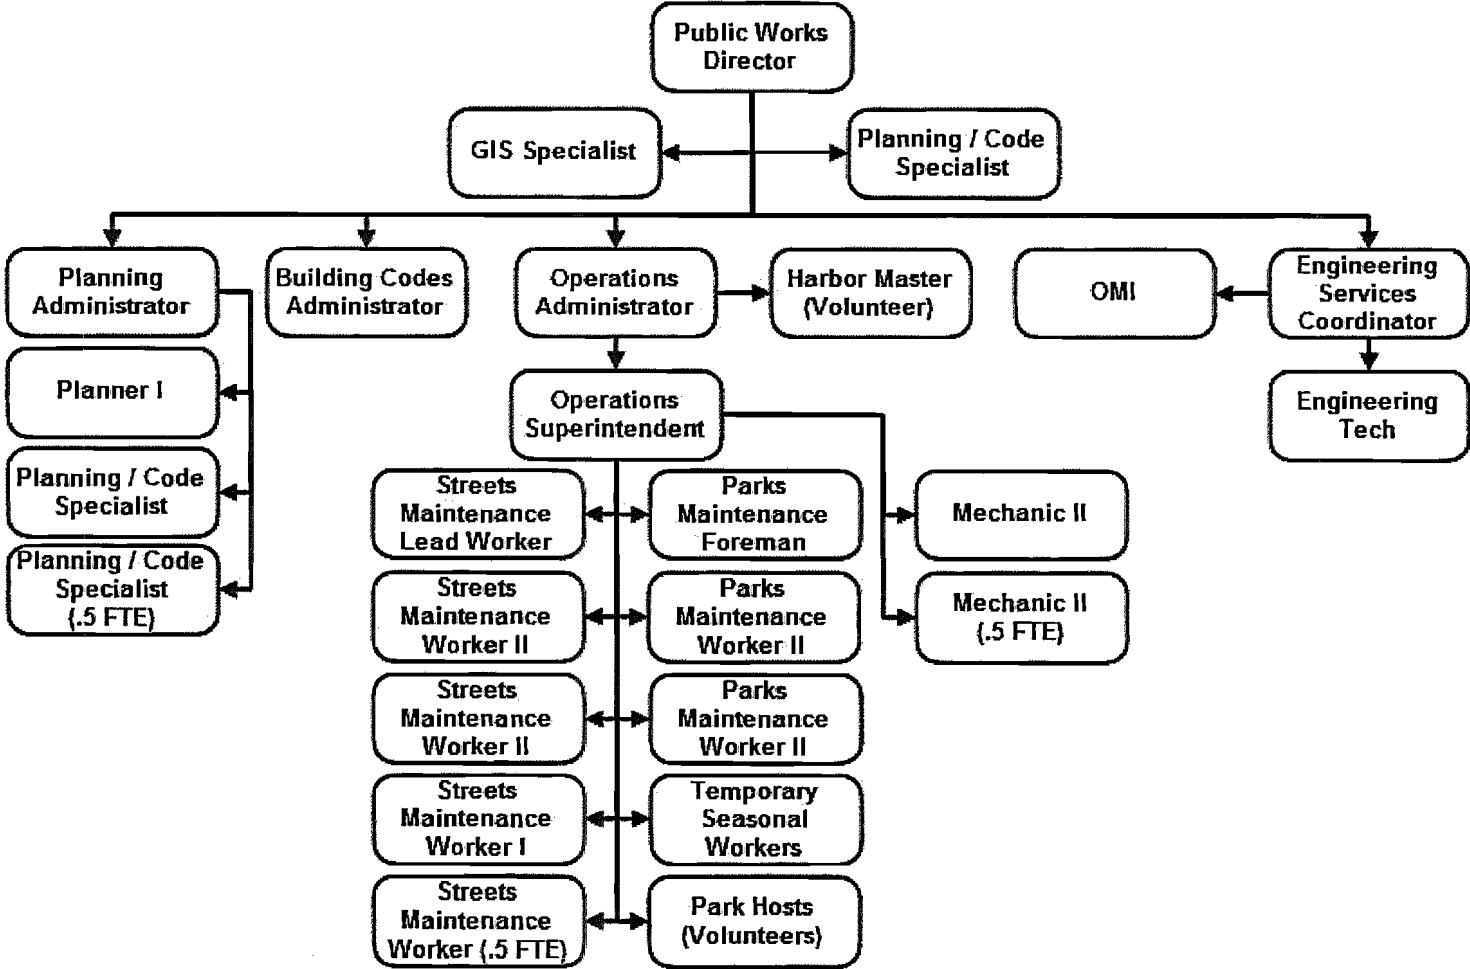 Public Works
Director
GIS Specialist
Planning / Code
Specialist
Planning
Administrator
Building Codes
Administrator
Operations
Administrator
Harbor Master
(Volunteer)
OMI
Engineering
Services
Coordinator
Planner I
Operations
Superintendent
Engineering
Tech
Planning / Code
Specialist
Planning / Code
Specialist
(.5 FTE)
Streets
Maintenance
Lead Worker
Parks
Maintenance
Foreman
Mechanic II
Streets
Maintenance
Worker II
Parks
Maintenance
Worker II
Mechanic II
(.5 FTE)
Streets
Maintenance
Worker II
Parks
Maintenance
Worker II
Streets
Maintenance
Worker I
Temporary
Seasonal
Workers
Streets
Maintenance
Worker (.5 FTE)
Park Hosts
(Volunteers)